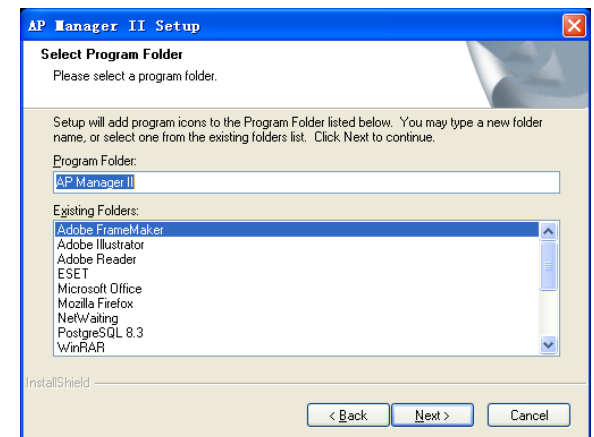 AP Manager II Setup
Select Program Folder
Please select a program folder.
Setup will add program icons to the Program Folder listed below. You may type a new folder
name, or select one from the existing folders list. Click Next to continue.
Program Folder:
AP Manager II
Existing Folders:
Adobe FrameMaker
Adobe Illustrator
Adobe Reader
ESET
Microsoft Office
Mozilla Firefox
NetWaiting
PostgreSQL 8.3
WinRAR
InstallShield
< Back Next > Cancel